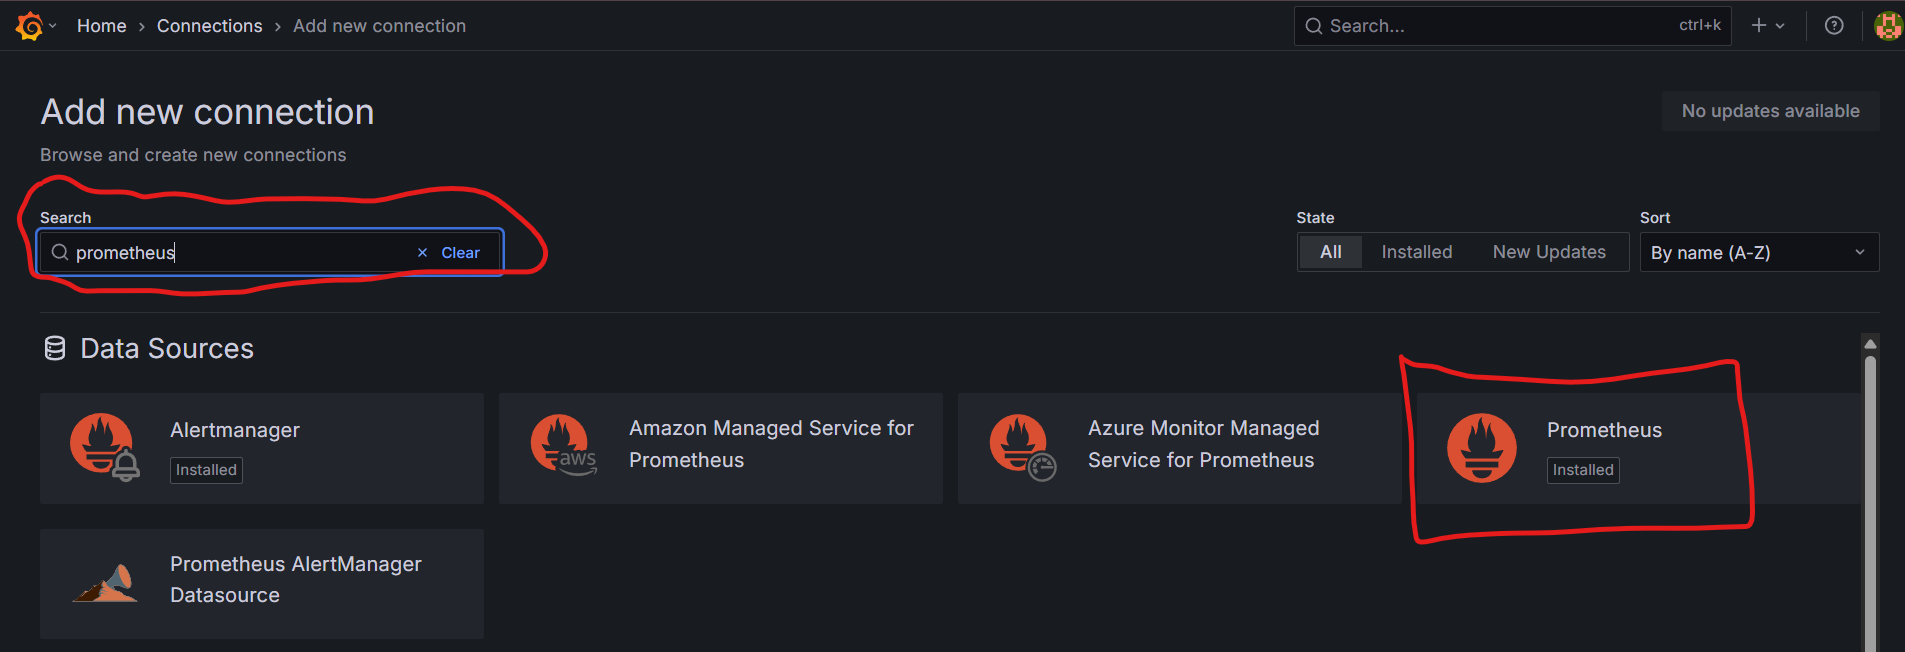 Home › Connections › Add new connection
Search... ctrl+k
Add new connection
No updates available
Browse and create new connections
Search
prometheus
Clear
State
All Installed New Updates
Sort
By name (A-Z)
Data Sources
Alertmanager
Installed
Amazon Managed Service for
Prometheus
aws
Azure Monitor Managed
Service for Prometheus
Prometheus
Installed
Prometheus AlertManager
Datasource